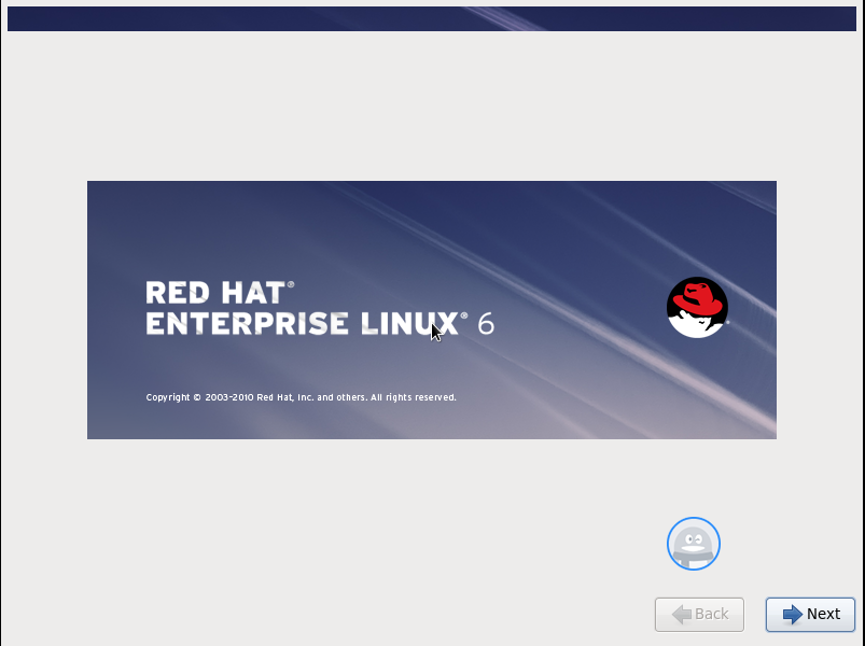 RED HAT®
ENTERPRISE LINUX® 6
Copyright © 2003-2010 Red Hat, Inc. and others. All rights reserved.
Back
Next